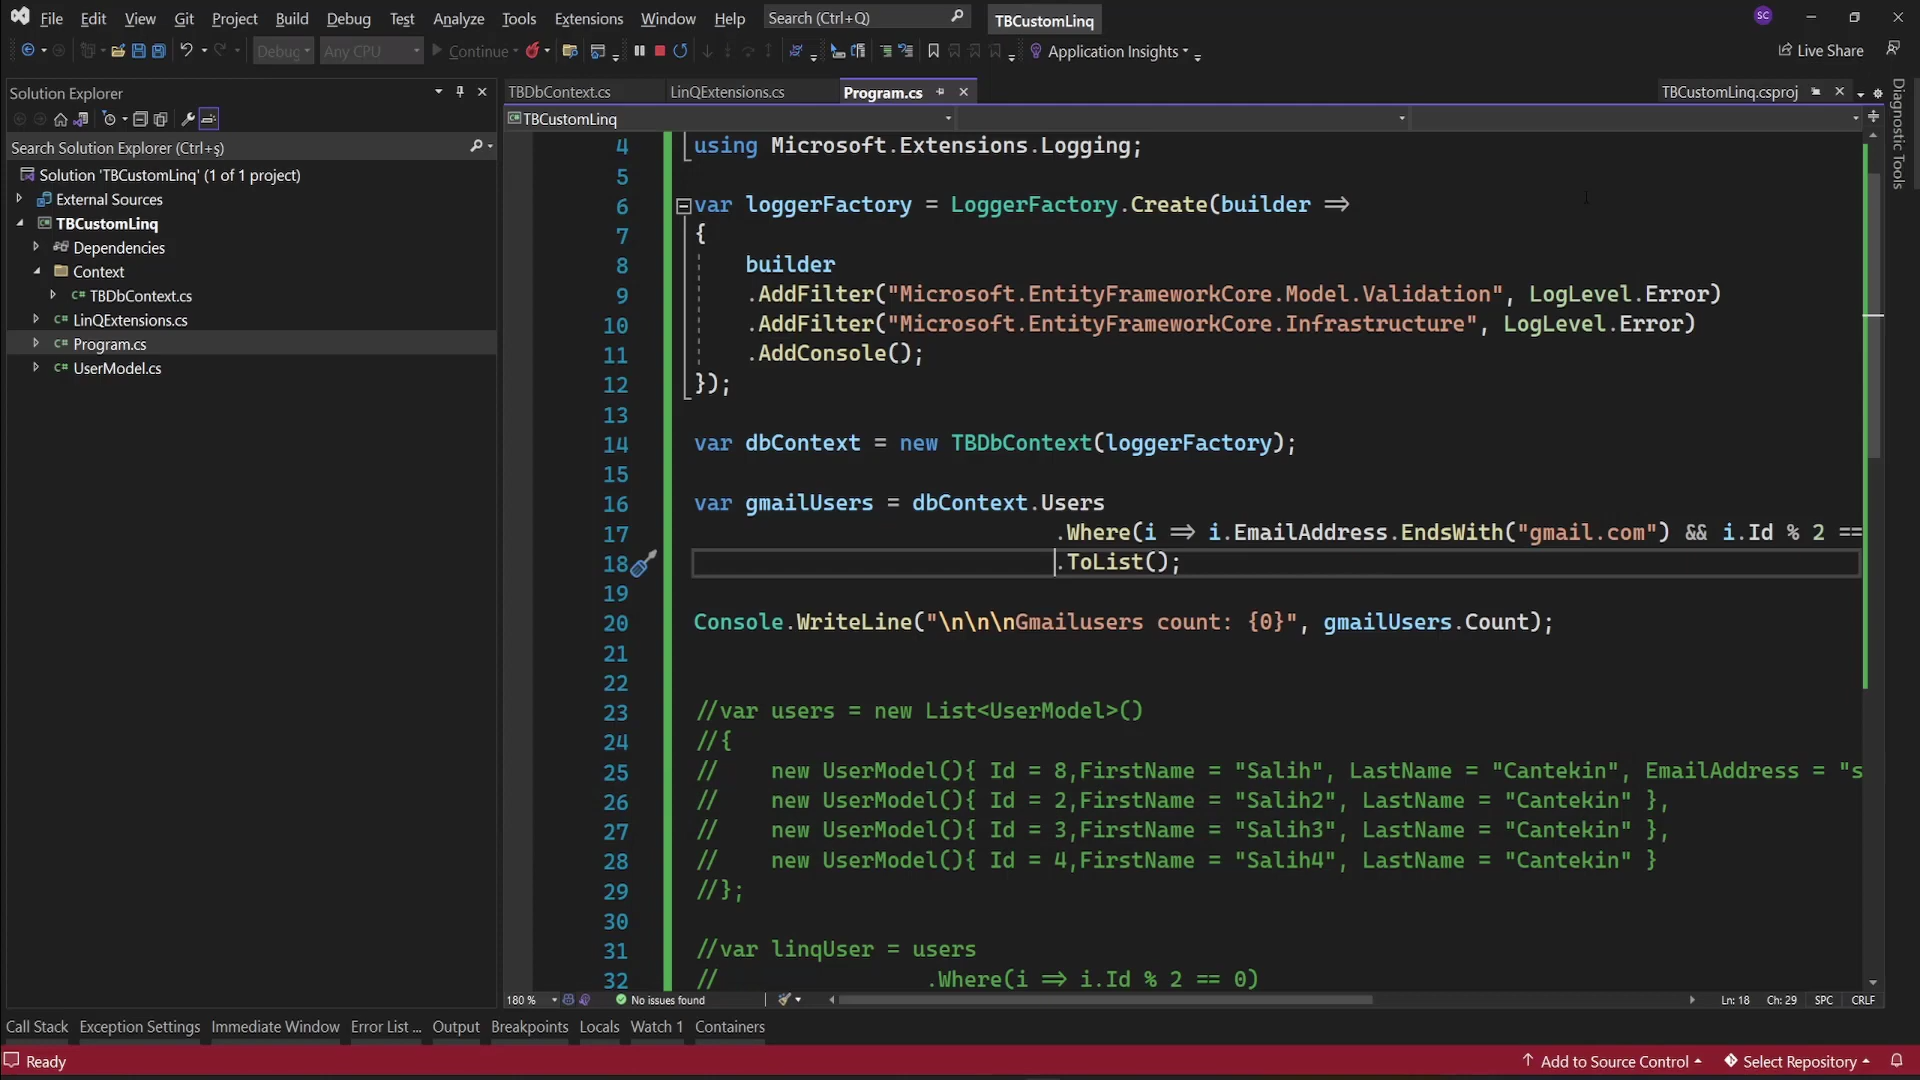 File Edit View Git Project Build Debug Test Analyze Tools Extensions Window Help Search (Ctrl+Q) TBCustomLinq SC
Debug Any CPU Continue Application Insights Live Share
Solution Explorer
Search Solution Explorer (Ctrl+ş)
Solution 'TBCustomLinq' (1 of 1 project)
External Sources
TBCustomLinq
Dependencies
Context
C# TBDbContext.cs
C# LinQExtensions.cs
C# Program.cs
C# UserModel.cs
TBDbContext.cs LinQExtensions.cs Program.cs TBCustomLinq.csproj
TBCustomLinq
4 using Microsoft.Extensions.Logging;
5
6 var loggerFactory = LoggerFactory.Create(builder =>
7 {
8 builder
9 .AddFilter("Microsoft.EntityFrameworkCore.Model.Validation", LogLevel.Error)
10 .AddFilter("Microsoft.EntityFrameworkCore.Infrastructure", LogLevel.Error)
11 .AddConsole();
12 });
13
14 var dbContext = new TBDbContext(loggerFactory);
15
16 var gmailUsers = dbContext.Users
17 .Where(i => i.EmailAddress.EndsWith("gmail.com") && i.Id % 2 ==
18 .ToList();
19
20 Console.WriteLine("\n\n\nGmailusers count: {0}", gmailUsers.Count);
21
22
23 //var users = new List<UserModel>()
24 //{
25 // new UserModel(){ Id = 8,FirstName = "Salih", LastName = "Cantekin", EmailAddress = "s
26 // new UserModel(){ Id = 2,FirstName = "Salih2", LastName = "Cantekin" },
27 // new UserModel(){ Id = 3,FirstName = "Salih3", LastName = "Cantekin" },
28 // new UserModel(){ Id = 4,FirstName = "Salih4", LastName = "Cantekin" }
29 //};
30
31 //var linqUser = users
32 // .Where(i => i.Id % 2 == 0)
180 % No issues found Ln: 18 Ch: 29 SPC CRLF
Diagnostic Tools
Call Stack Exception Settings Immediate Window Error List ... Output Breakpoints Locals Watch 1 Containers
Ready Add to Source Control Select Repository